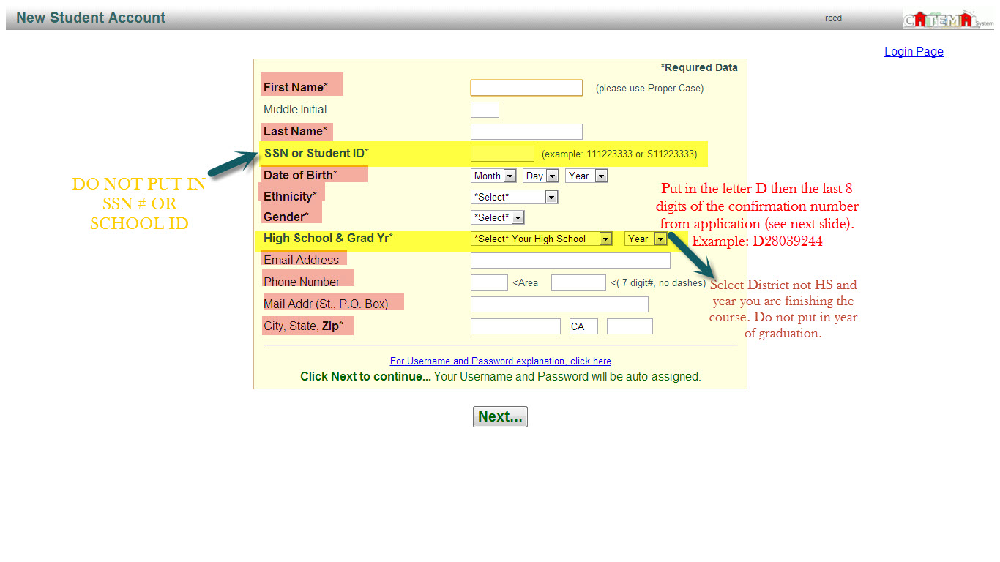 New Student Account
rccd
CATEMA System
Login Page
*Required Data
First Name*
(please use Proper Case)
Middle Initial
Last Name*
SSN or Student ID*
(example: 111223333 or S11223333)
Date of Birth*
Month Day Year
Ethnicity*
*Select*
Gender*
*Select*
High School & Grad Yr*
*Select* Your High School Year
Email Address
Phone Number
<Area
<( 7 digit#, no dashes)
Mail Addr (St., P.O. Box)
City, State, Zip*
CA
For Username and Password explanation, click here
Click Next to continue... Your Username and Password will be auto-assigned.
Next...
DO NOT PUT IN
SSN # OR
SCHOOL ID
Put in the letter D then the last 8
digits of the confirmation number
from application (see next slide).
Example: D28039244
Select District not HS and
year you are finishing the
course. Do not put in year
of graduation.